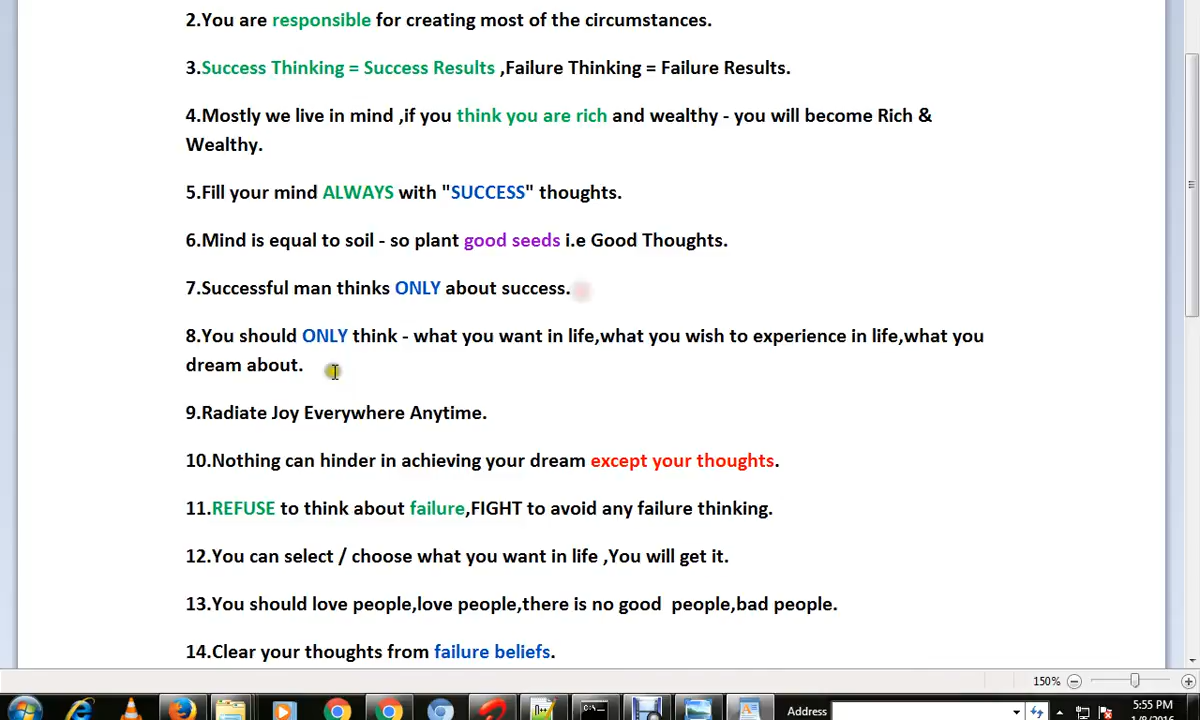 2.You are responsible for creating most of the circumstances.
3.Success Thinking = Success Results ,Failure Thinking = Failure Results.
4.Mostly we live in mind ,if you think you are rich and wealthy - you will become Rich &
Wealthy.
5.Fill your mind ALWAYS with "SUCCESS" thoughts.
6.Mind is equal to soil - so plant good seeds i.e Good Thoughts.
7.Successful man thinks ONLY about success.
8.You should ONLY think - what you want in life,what you wish to experience in life,what you
dream about.
9.Radiate Joy Everywhere Anytime.
10.Nothing can hinder in achieving your dream except your thoughts.
11.REFUSE to think about failure,FIGHT to avoid any failure thinking.
12.You can select / choose what you want in life ,You will get it.
13.You should love people,love people,there is no good  people,bad people.
14.Clear your thoughts from failure beliefs.
150%
Address
5:55 PM
1/8/2016